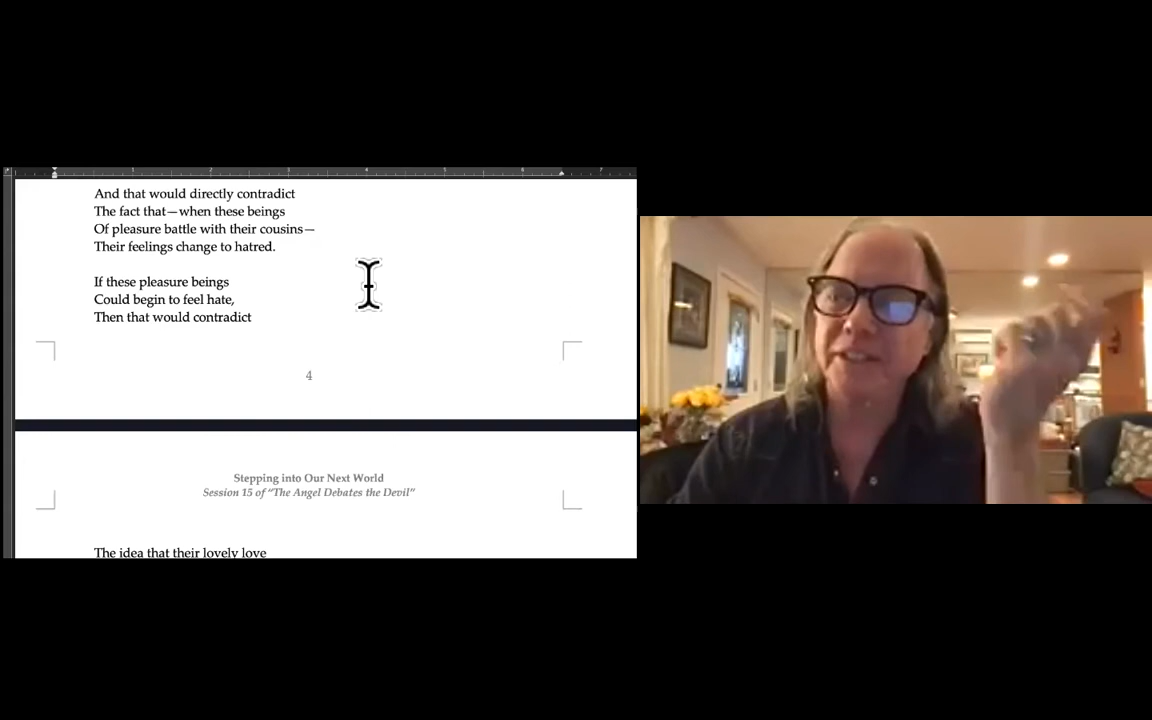 And that would directly contradict
The fact that—when these beings
Of pleasure battle with their cousins—
Their feelings change to hatred.
If these pleasure beings
Could begin to feel hate,
Then that would contradict
4
Stepping into Our Next World
Session 15 of “The Angel Debates the Devil”
The idea that their lovely love